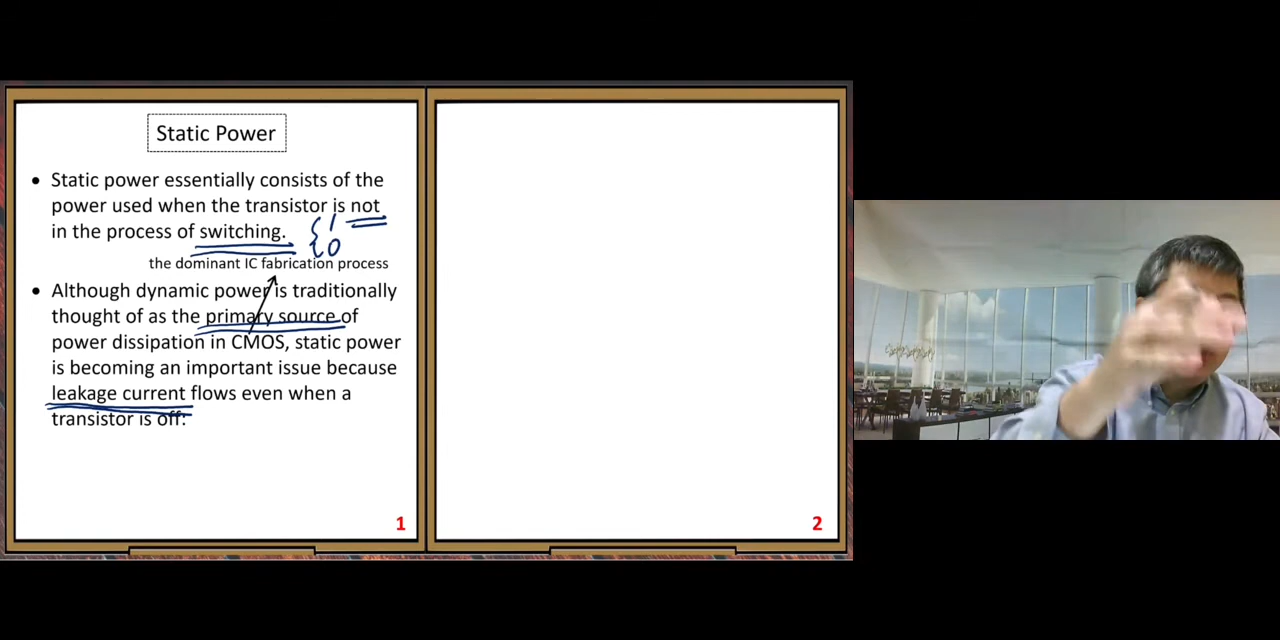 Static Power
• Static power essentially consists of the
power used when the transistor is not
in the process of switching.
1
0
the dominant IC fabrication process
• Although dynamic power is traditionally
thought of as the primary source of
power dissipation in CMOS, static power
is becoming an important issue because
leakage current flows even when a
transistor is off.
1
2